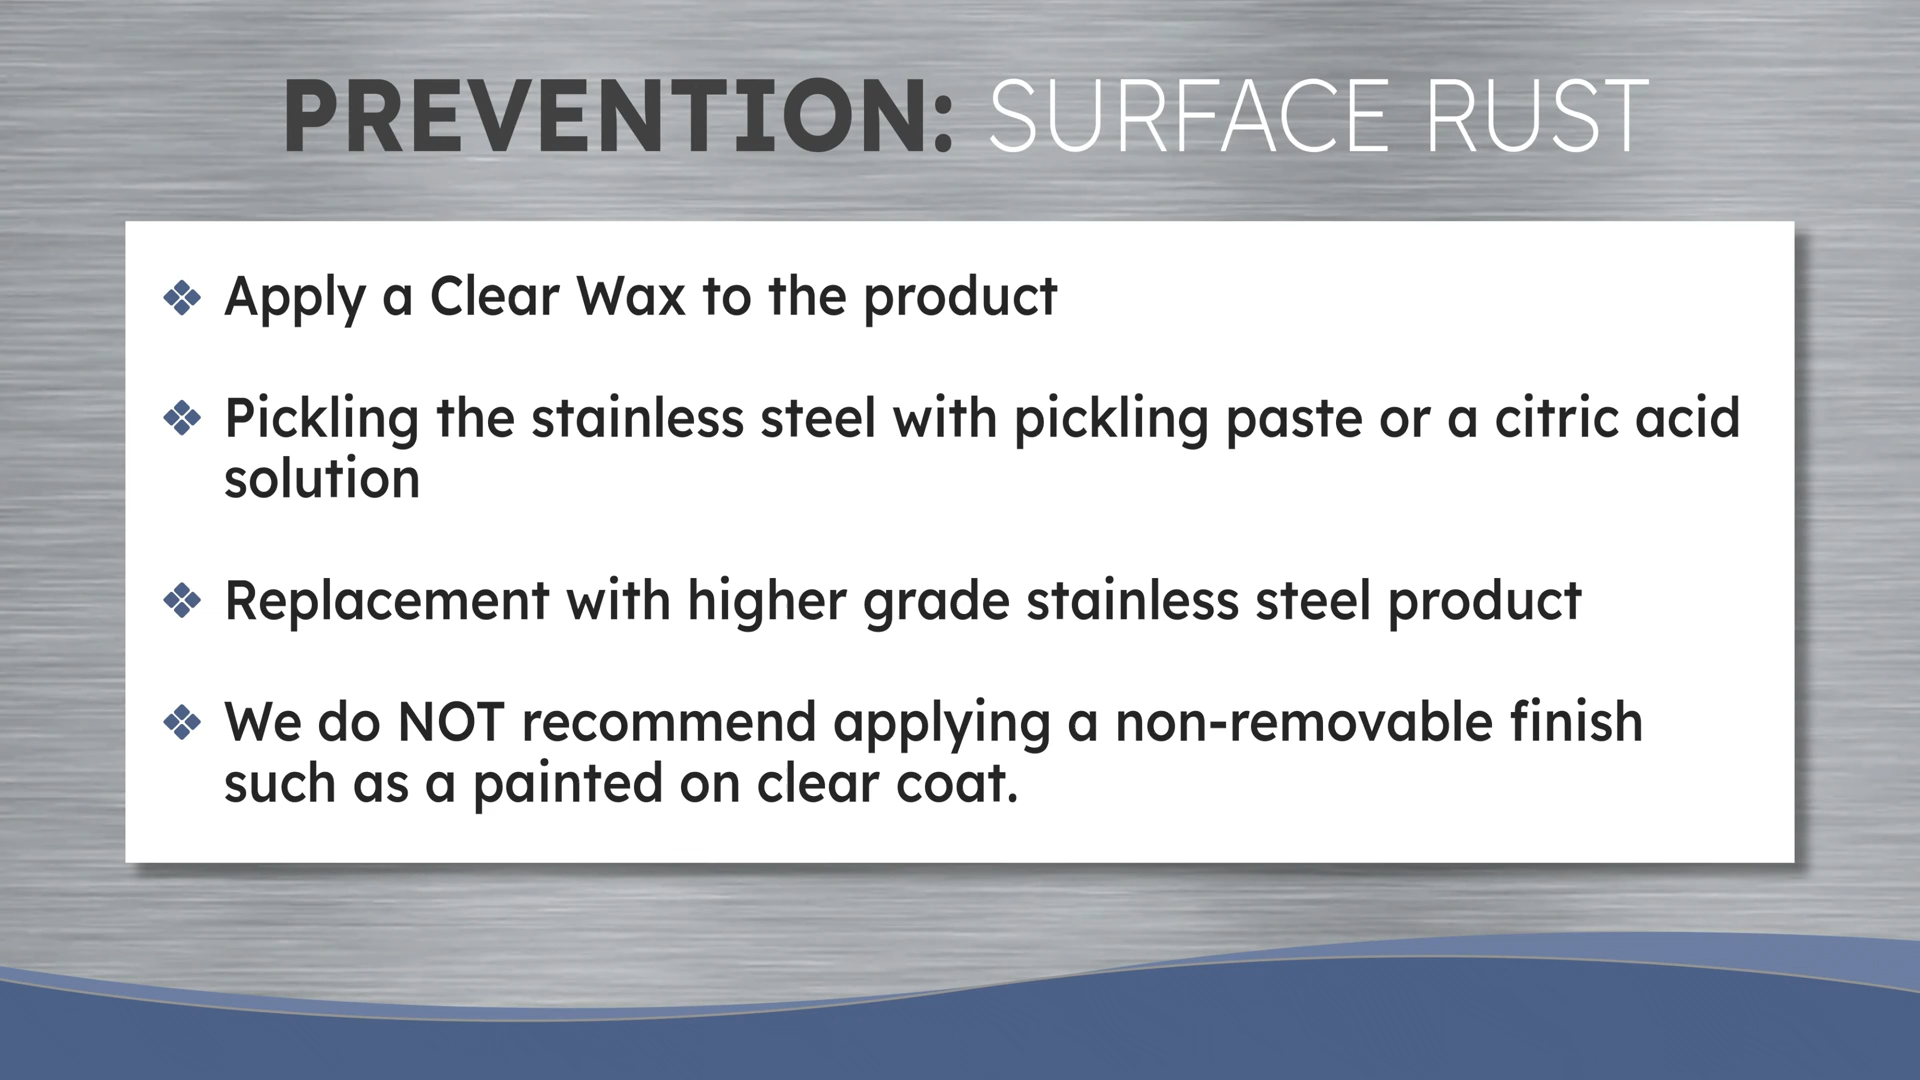 PREVENTION: SURFACE RUST
Apply a Clear Wax to the product
Pickling the stainless steel with pickling paste or a citric acid
solution
Replacement with higher grade stainless steel product
We do NOT recommend applying a non-removable finish
such as a painted on clear coat.